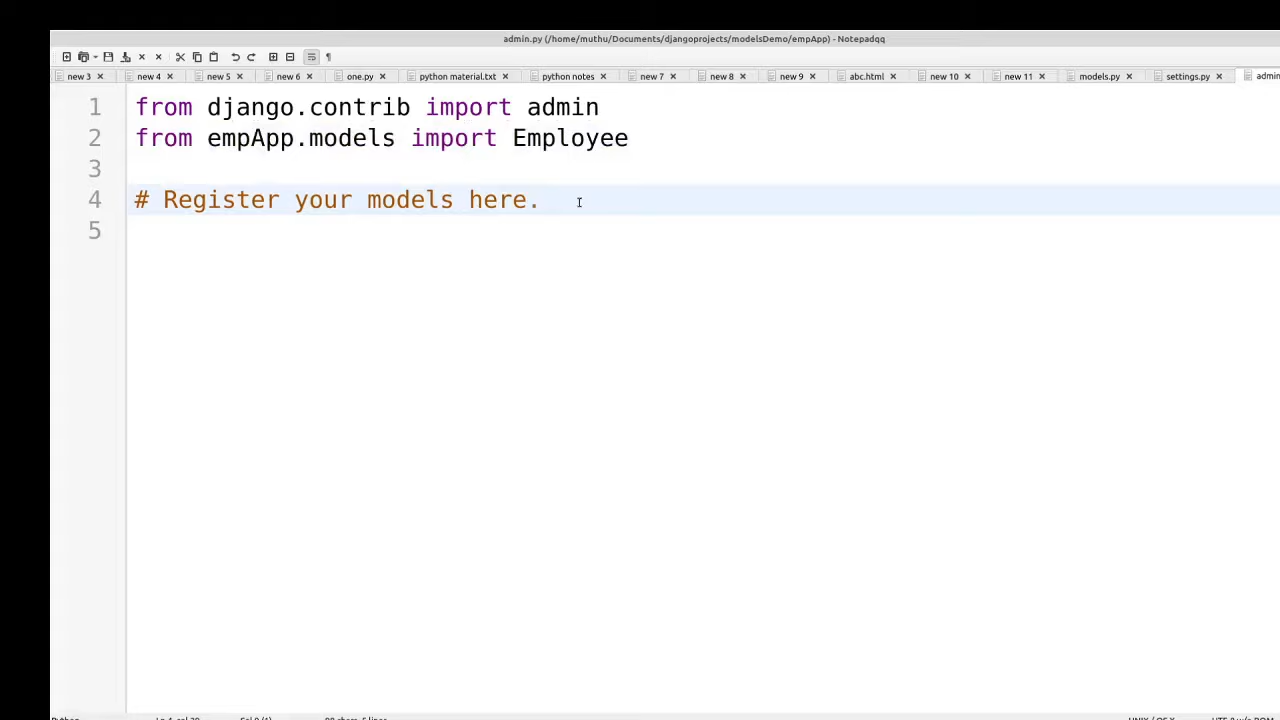 admin.py (/home/muthu/Documents/djangoprojects/modelsDemo/empApp) - Notepadqq
new 3 new 4 new 5 new 6 one.py python material.txt python notes new 7 new 8 new 9 abc.html new 10 new 11 models.py settings.py admin
1 from django.contrib import admin
2 from empApp.models import Employee
3
4 # Register your models here.
5